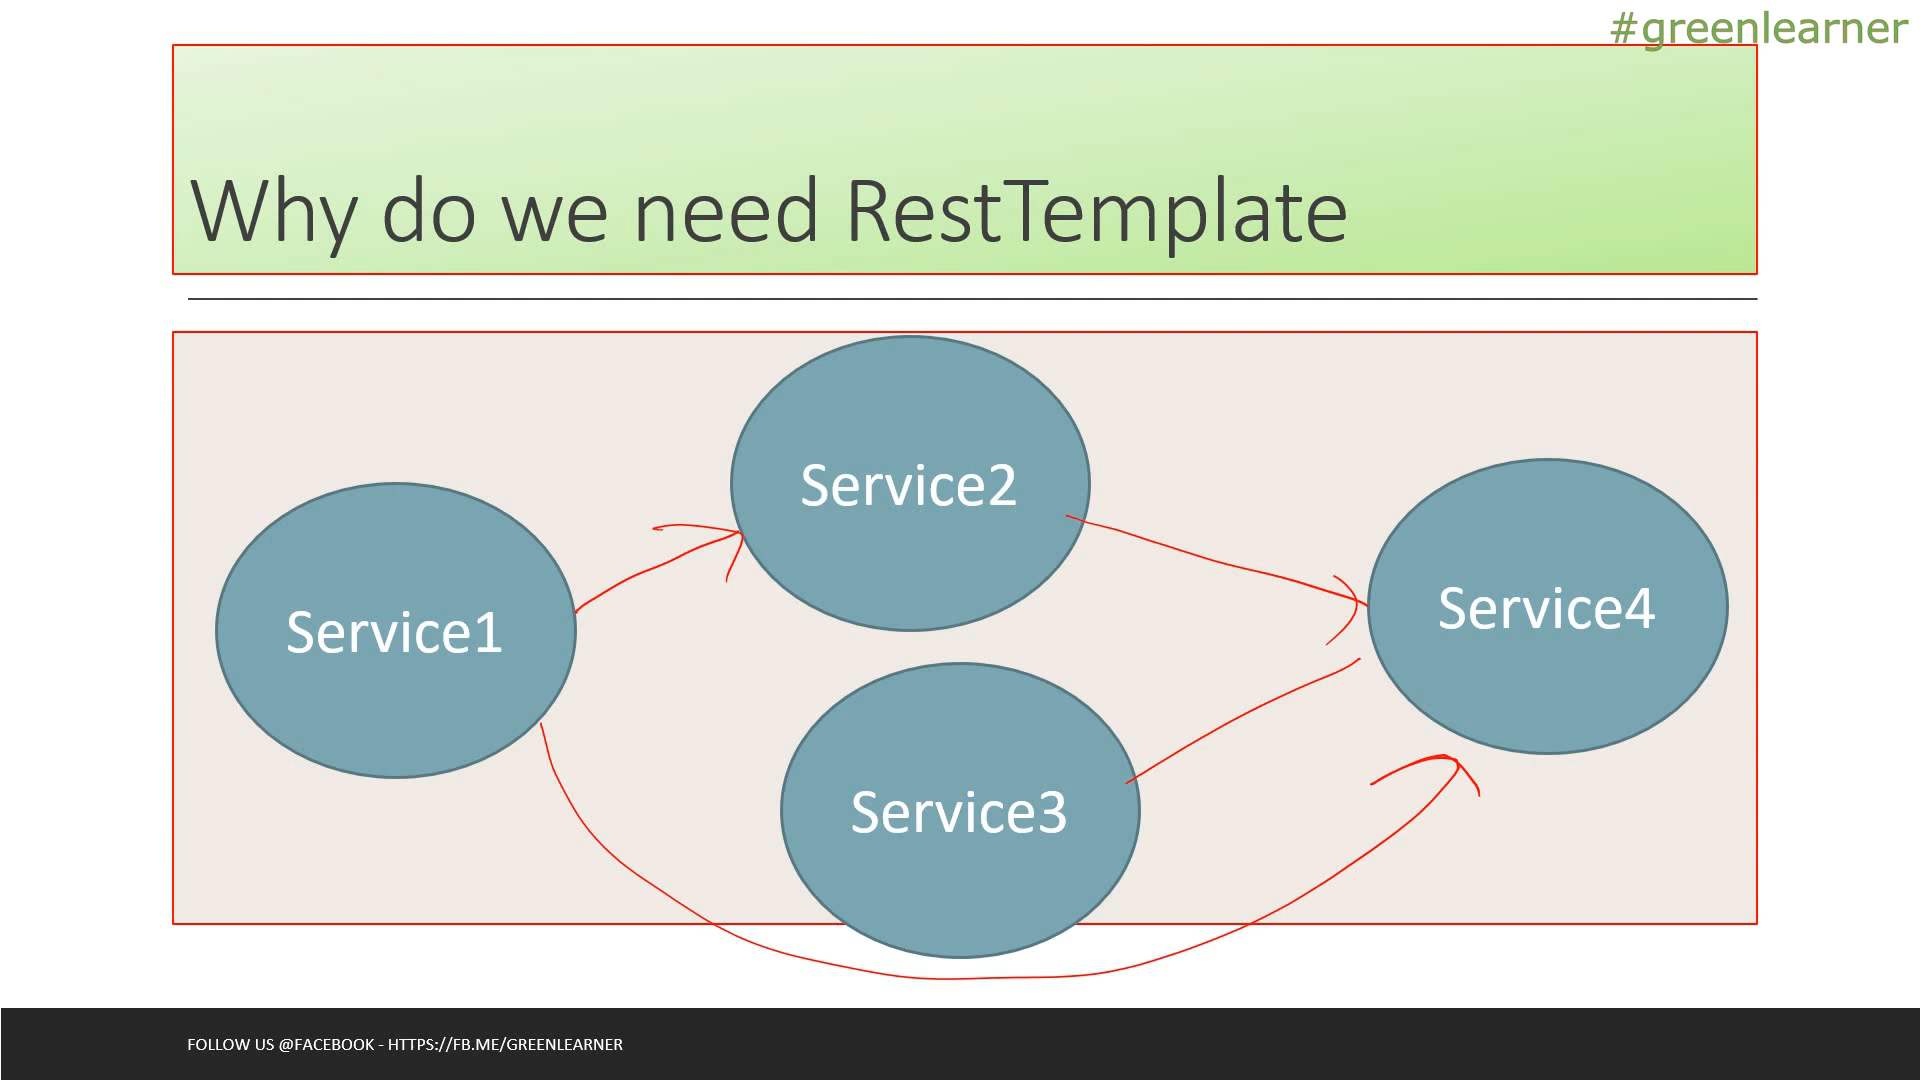 #greenlearner
Why do we need RestTemplate
Service2
Service4
Service1
Service3
FOLLOW US @FACEBOOK - HTTPS://FB.ME/GREENLEARNER